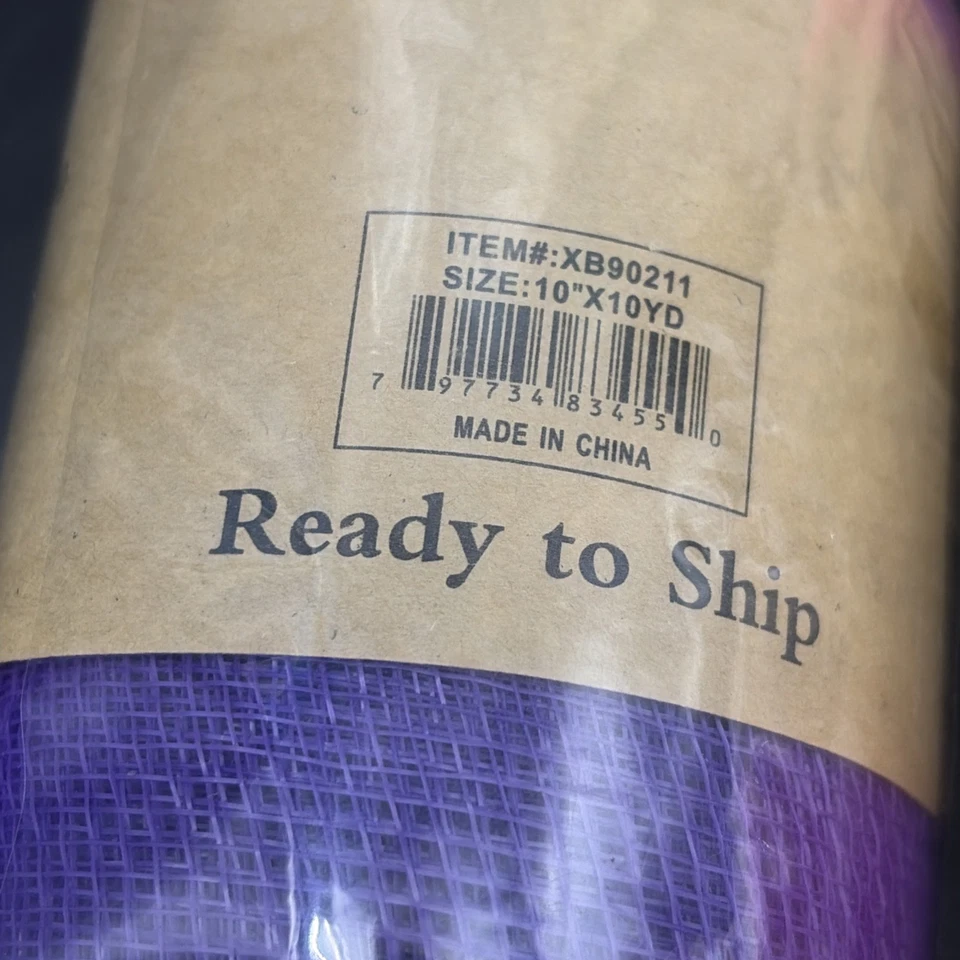 ITEM#:XB90211
SIZE:10"X10YD
7 97734 83455 0
MADE IN CHINA
Ready to Ship